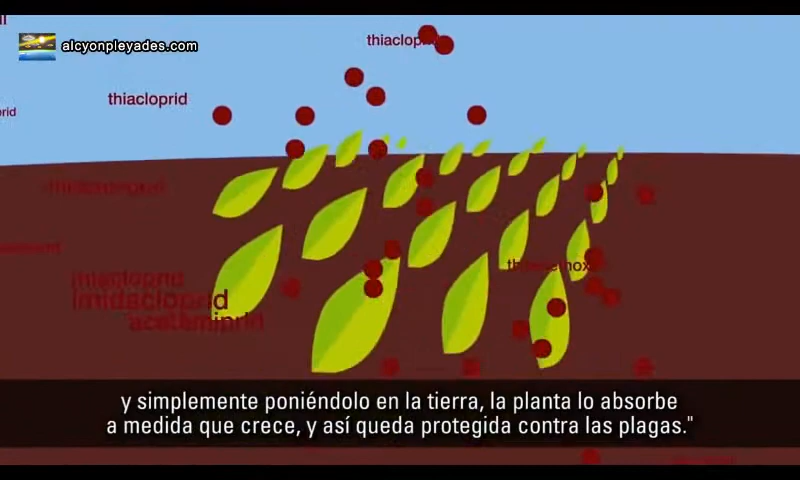 thiacloprid
alcyonpleyades.com
thiacloprid
imidacloprid
acetamiprid
y simplemente poniéndolo en la tierra, la planta lo absorbe
a medida que crece, y así queda protegida contra las plagas."